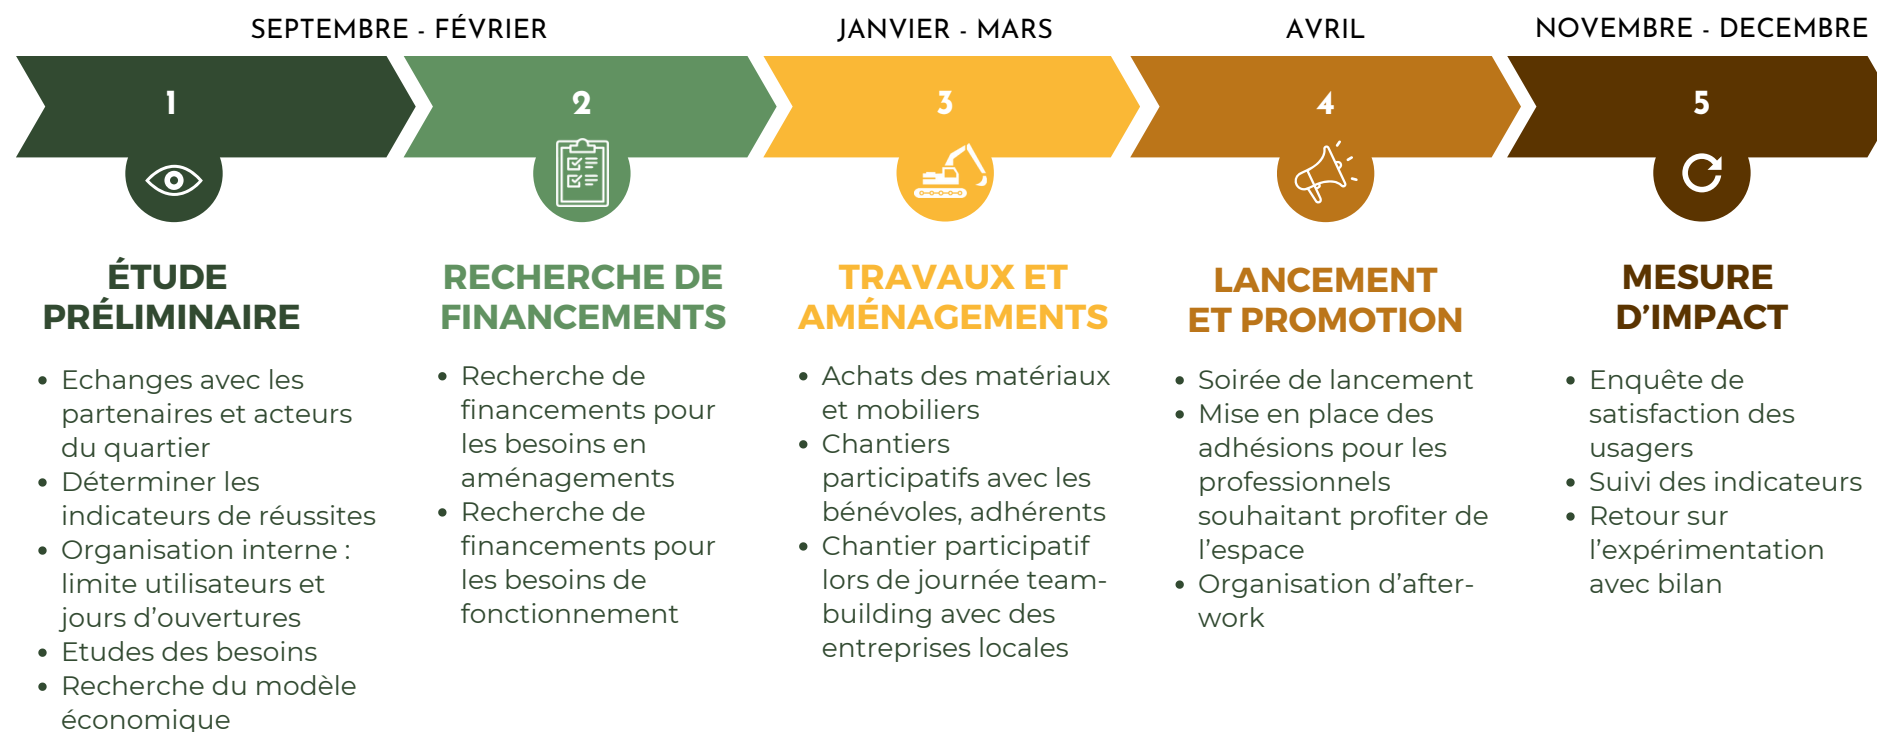 SEPTEMBRE - FÉVRIER
JANVIER - MARS
AVRIL
NOVEMBRE - DECEMBRE
1
2
3
4
5
ÉTUDE
PRÉLIMINAIRE
• Echanges avec les
partenaires et acteurs
du quartier
• Déterminer les
indicateurs de réussites
• Organisation interne :
limite utilisateurs et
jours d'ouvertures
• Etudes des besoins
• Recherche du modèle
économique
RECHERCHE DE
FINANCEMENTS
• Recherche de
financements pour
les besoins en
aménagements
• Recherche de
financements pour
les besoins de
fonctionnement
TRAVAUX ET
AMÉNAGEMENTS
• Achats des matériaux
et mobiliers
• Chantiers
participatifs avec les
bénévoles, adhérents
• Chantier participatif
lors de journée team-
building avec des
entreprises locales
LANCEMENT
ET PROMOTION
• Soirée de lancement
• Mise en place des
adhésions pour les
professionnels
souhaitant profiter de
l'espace
• Organisation d'after-
work
MESURE
D'IMPACT
• Enquête de
satisfaction des
usagers
• Suivi des indicateurs
• Retour sur
l'expérimentation
avec bilan